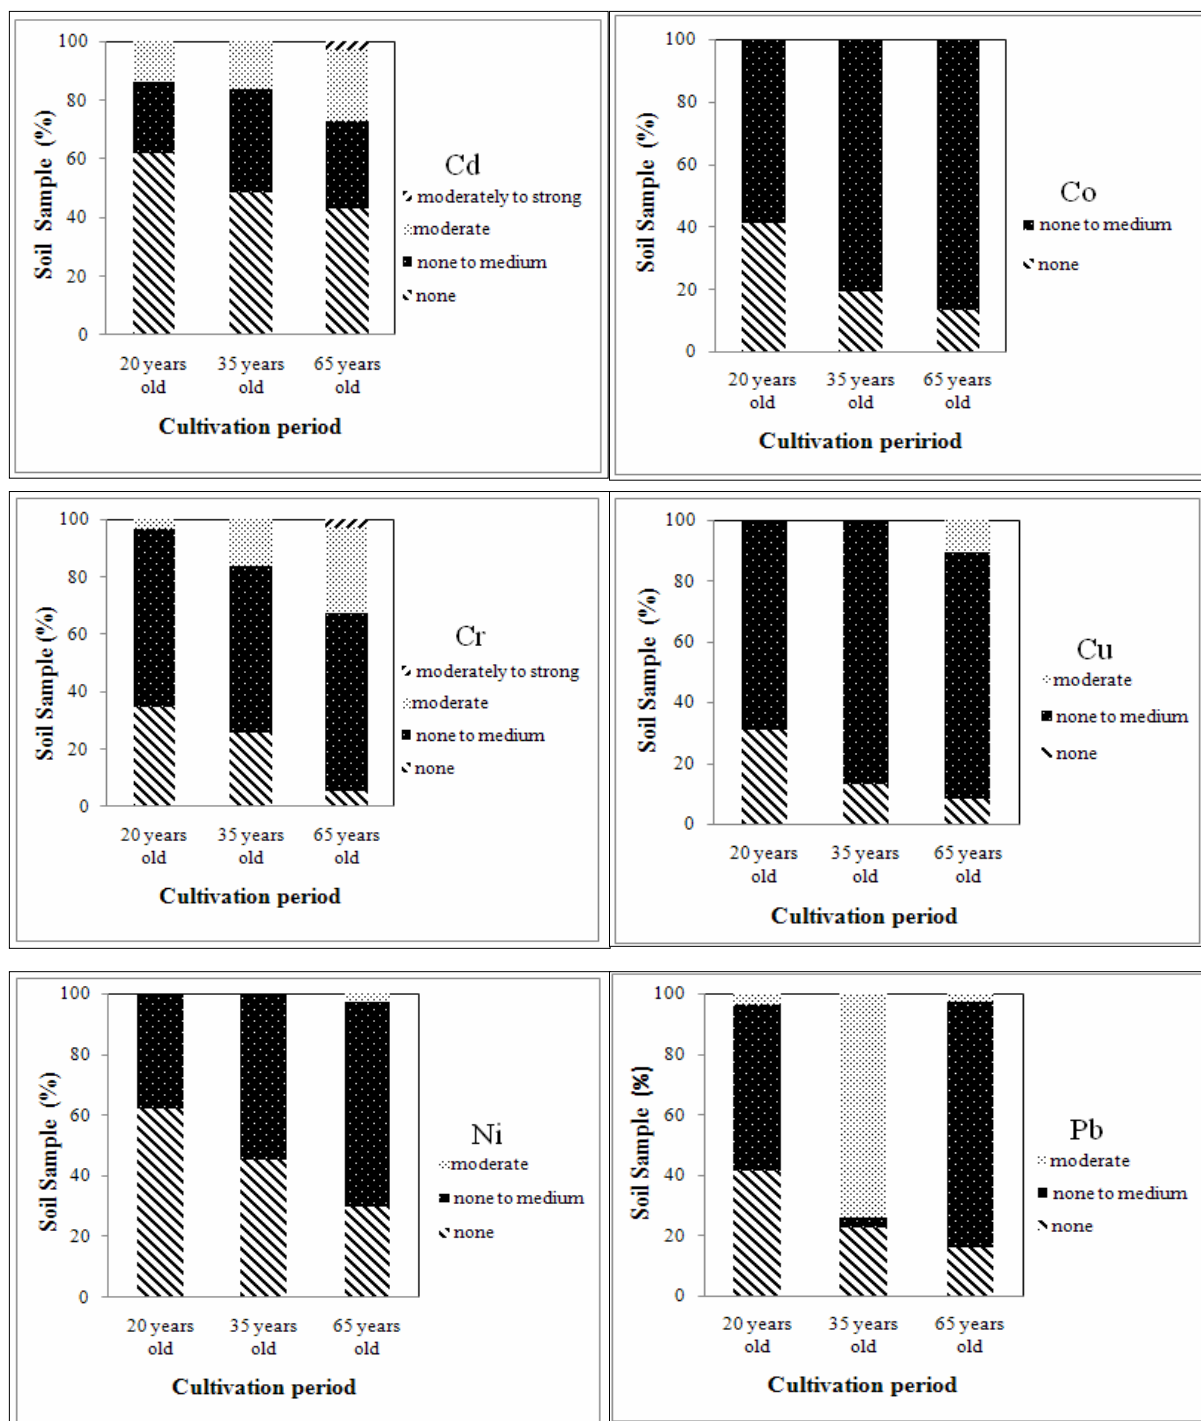 100
80
60
40
20
0
Soil Sample (%)
20 years old
35 years old
65 years old
Cultivation period
Cd
moderately to strong
moderate
none to medium
none
100
80
60
40
20
0
Soil Sample (%)
20 years old
35 years old
65 years old
Cultivation peririod
Co
none to medium
none
100
80
60
40
20
0
Soil Sample (%)
20 years old
35 years old
65 years old
Cultivation period
Cr
moderately to strong
moderate
none to medium
none
100
80
60
40
20
0
Soil Sample (%)
20 years old
35 years old
65 years old
Cultivation period
Cu
moderate
none to medium
none
100
80
60
40
20
0
Soil Sample (%)
20 years old
35 years old
65 years old
Cultivation period
Ni
moderate
none to medium
none
100
80
60
40
20
0
Soil Sample (%)
20 years old
35 years old
65 years old
Cultivation period
Pb
moderate
none to medium
none